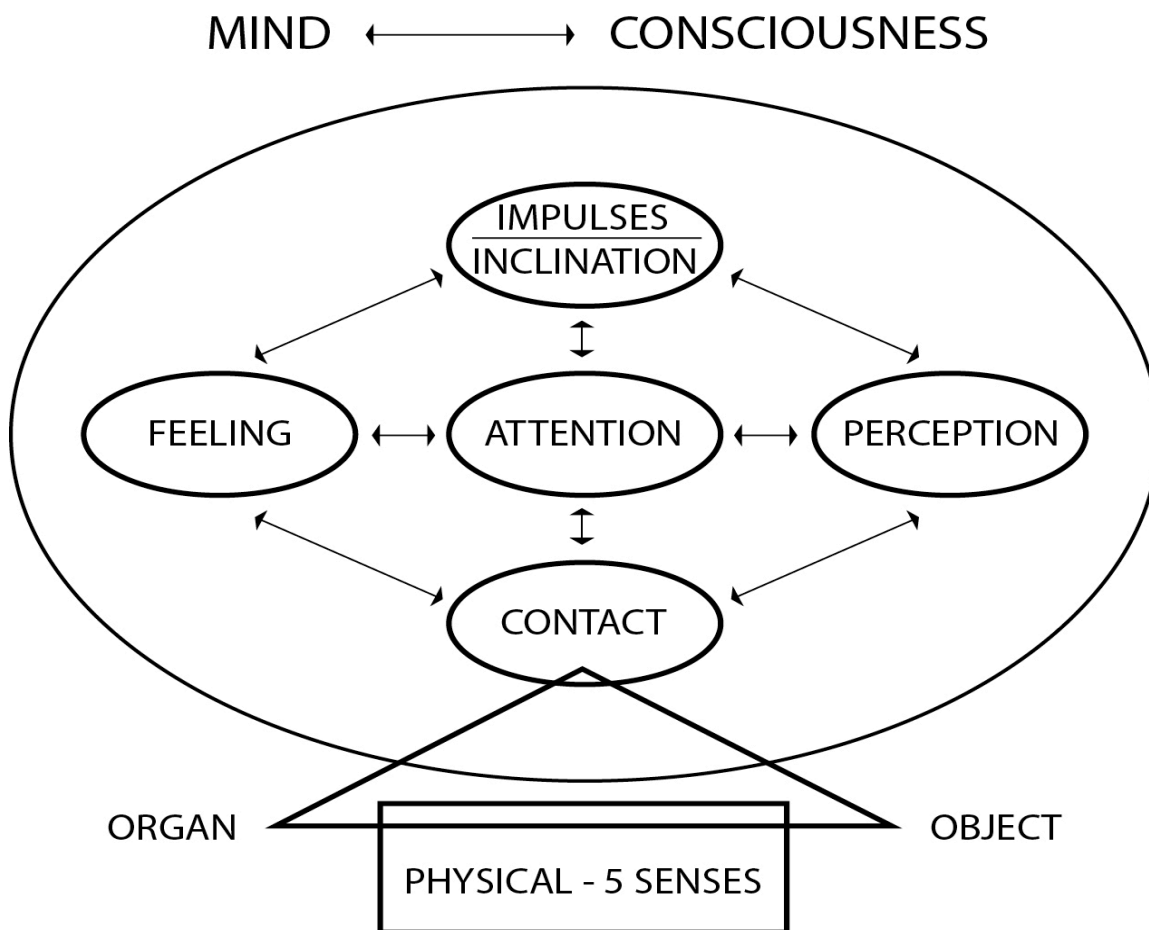 MIND CONSCIOUSNESS
IMPULSES
INCLINATION
FEELING ATTENTION PERCEPTION
CONTACT
ORGAN OBJECT
PHYSICAL - 5 SENSES